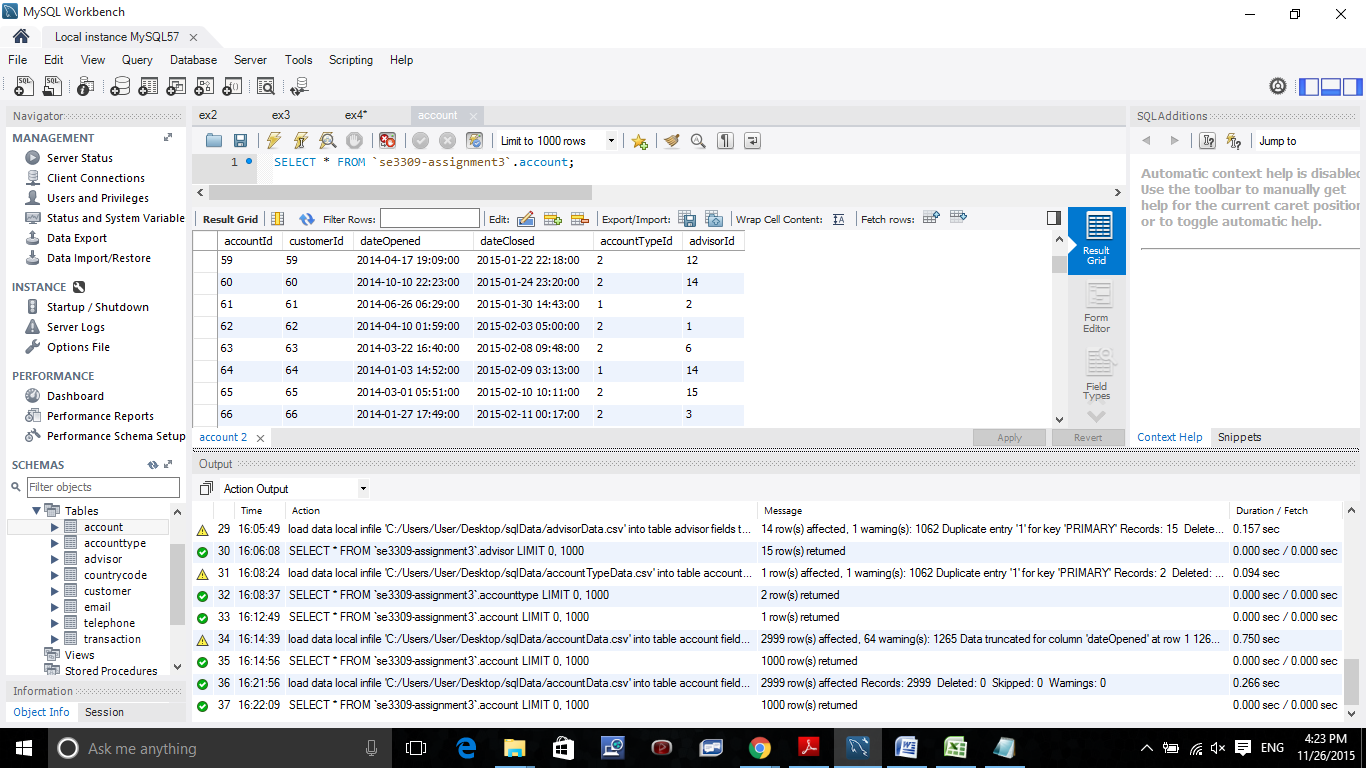 MySQL Workbench
Local instance MySQL57
File Edit View Query Database Server Tools Scripting Help
Navigator
MANAGEMENT
Server Status
Client Connections
Users and Privileges
Status and System Variable
Data Export
Data Import/Restore
INSTANCE
Startup / Shutdown
Server Logs
Options File
PERFORMANCE
Dashboard
Performance Reports
Performance Schema Setup
SCHEMAS
Filter objects
Tables
account
accounttype
advisor
countrycode
customer
email
telephone
transaction
Views
Stored Procedures
Information
Object Info Session
ex2 ex3 ex4* account
Limit to 1000 rows
1 SELECT * FROM `se3309-assignment3`.account;
Result Grid Filter Rows: Edit: Export/Import: Wrap Cell Content: Fetch rows:
accountId customerId dateOpened dateClosed accountTypeId advisorId
59 59 2014-04-17 19:09:00 2015-01-22 22:18:00 2 12
60 60 2014-10-10 22:23:00 2015-01-24 23:20:00 2 14
61 61 2014-06-26 06:29:00 2015-01-30 14:43:00 1 2
62 62 2014-04-10 01:59:00 2015-02-03 05:00:00 2 1
63 63 2014-03-22 16:40:00 2015-02-08 09:48:00 2 6
64 64 2014-01-03 14:52:00 2015-02-09 03:13:00 1 14
65 65 2014-03-01 05:51:00 2015-02-10 10:11:00 2 15
66 66 2014-01-27 17:49:00 2015-02-11 00:17:00 2 3
Result Grid
Form Editor
Field Types
account 2 Apply Revert
SQLAdditions
Jump to
Automatic context help is disabled
Use the toolbar to manually get
help for the current caret position
or to toggle automatic help.
Context Help Snippets
Output
Action Output
Time Action Message Duration / Fetch
29 16:05:49 load data local infile 'C:/Users/User/Desktop/sqlData/advisorData.csv' into table advisor fields t... 14 row(s) affected, 1 warning(s): 1062 Duplicate entry '1' for key 'PRIMARY' Records: 15 Delete... 0.157 sec
30 16:06:08 SELECT * FROM `se3309-assignment3`.advisor LIMIT 0, 1000 15 row(s) returned 0.000 sec / 0.000 sec
31 16:08:24 load data local infile 'C:/Users/User/Desktop/sqlData/accountTypeData.csv' into table account... 1 row(s) affected, 1 warning(s): 1062 Duplicate entry '1' for key 'PRIMARY' Records: 2 Deleted: ... 0.094 sec
32 16:08:37 SELECT * FROM `se3309-assignment3`.accounttype LIMIT 0, 1000 2 row(s) returned 0.000 sec / 0.000 sec
33 16:12:49 SELECT * FROM `se3309-assignment3`.account LIMIT 0, 1000 1 row(s) returned 0.000 sec / 0.000 sec
34 16:14:39 load data local infile 'C:/Users/User/Desktop/sqlData/accountData.csv' into table account field... 2999 row(s) affected, 64 warning(s): 1265 Data truncated for column 'dateOpened' at row 1 126... 0.750 sec
35 16:14:56 SELECT * FROM `se3309-assignment3`.account LIMIT 0, 1000 1000 row(s) returned 0.000 sec / 0.000 sec
36 16:21:56 load data local infile 'C:/Users/User/Desktop/sqlData/accountData.csv' into table account field... 2999 row(s) affected Records: 2999 Deleted: 0 Skipped: 0 Warnings: 0 0.266 sec
37 16:22:09 SELECT * FROM `se3309-assignment3`.account LIMIT 0, 1000 1000 row(s) returned 0.000 sec / 0.000 sec
Ask me anything
ENG
4:23 PM
11/26/2015